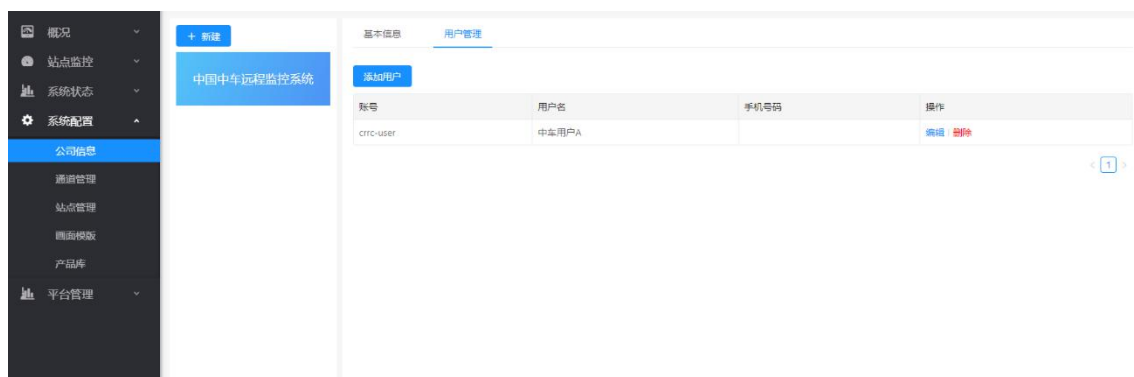 概况
站点监控
系统状态
系统配置
公司信息
通道管理
站点管理
画面模版
产品库
平台管理
+ 新建
中国中车远程监控系统
基本信息 用户管理
添加用户
账号 用户名 手机号码 操作
crrc-user 中车用户A 编辑 | 删除
< 1 >